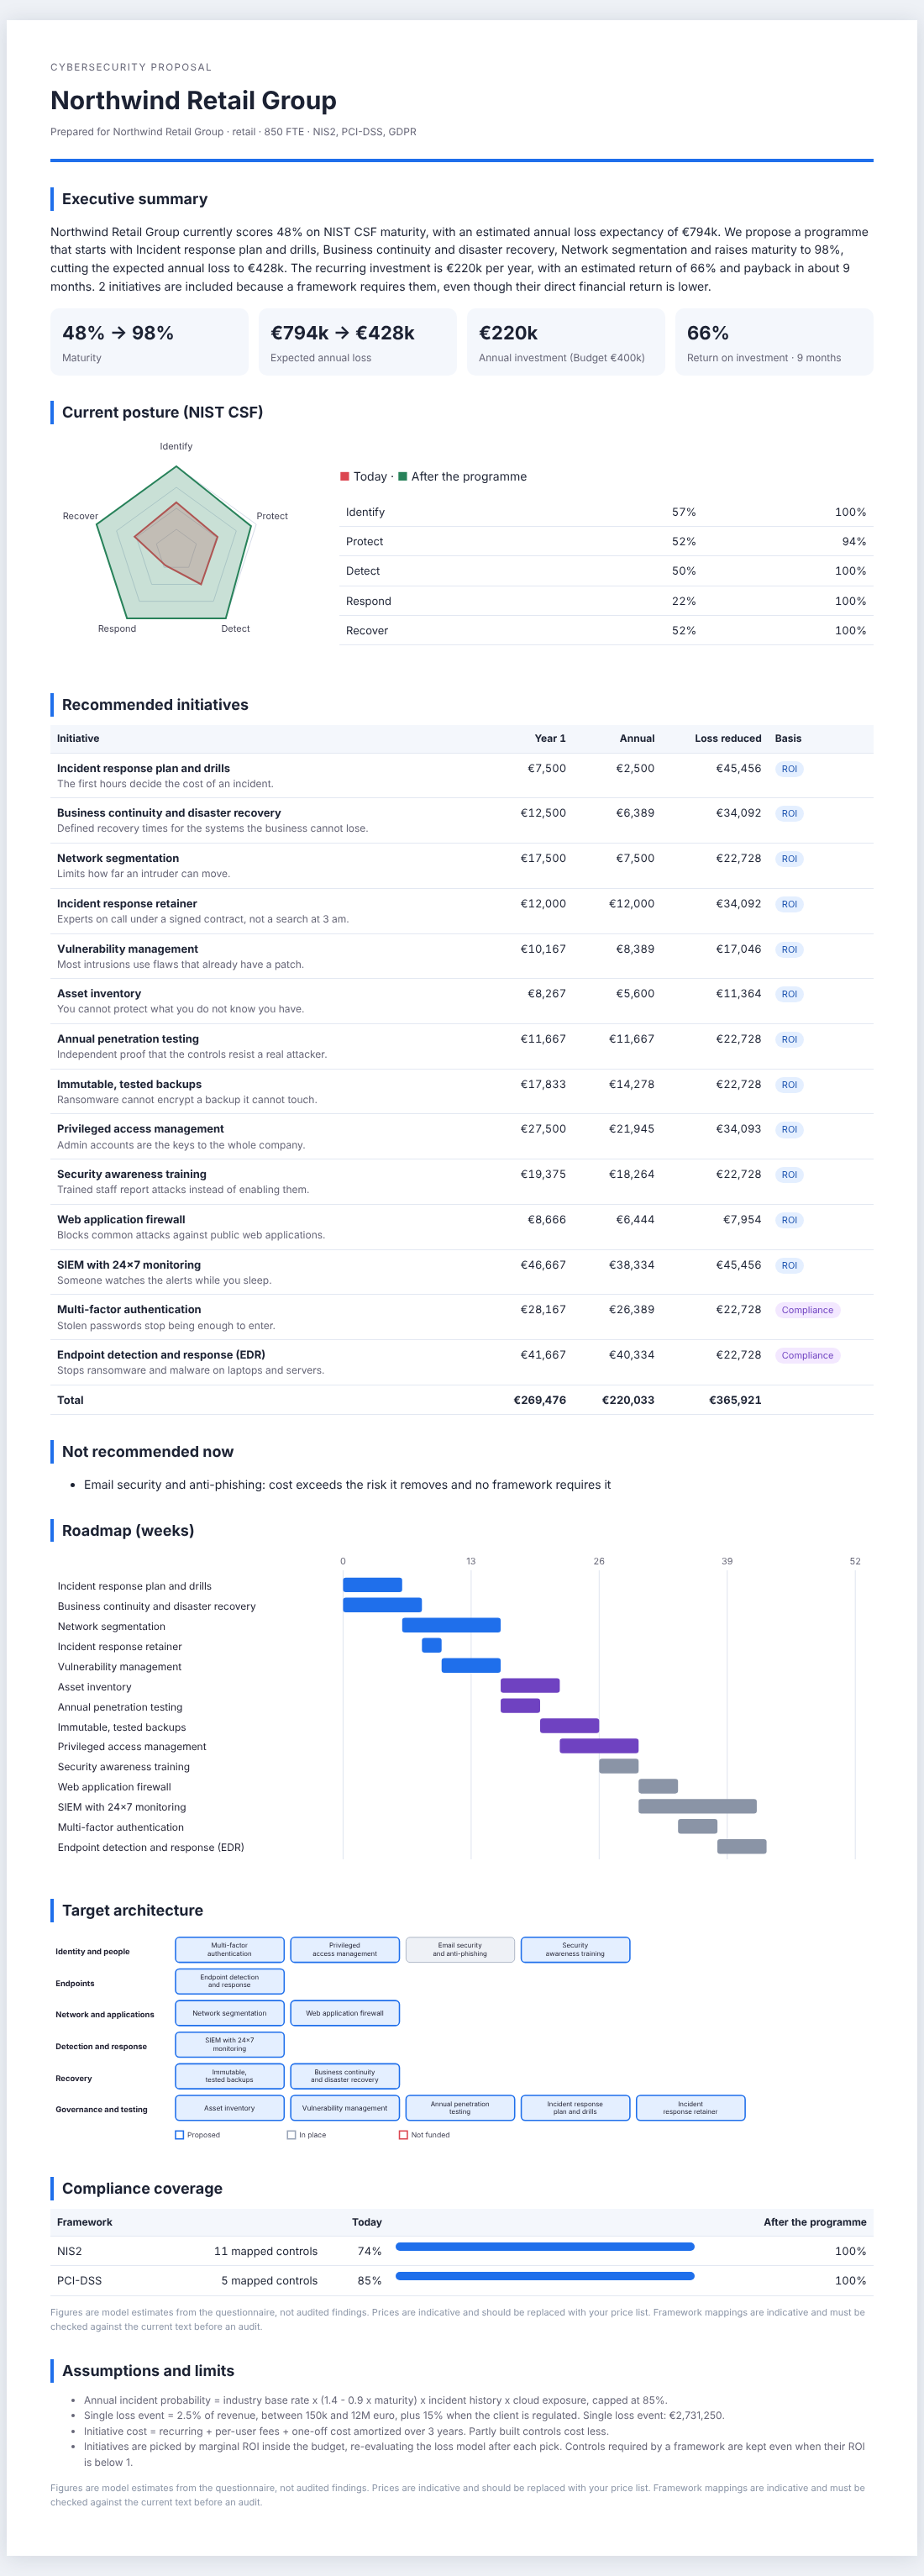 CYBERSECURITY PROPOSAL
Northwind Retail Group
Prepared for Northwind Retail Group · retail · 850 FTE · NIS2, PCI-DSS, GDPR
Executive summary
Northwind Retail Group currently scores 48% on NIST CSF maturity, with an estimated annual loss expectancy of €794k. We propose a programme
that starts with Incident response plan and drills, Business continuity and disaster recovery, Network segmentation and raises maturity to 98%,
cutting the expected annual loss to €428k. The recurring investment is €220k per year, with an estimated return of 66% and payback in about 9
months. 2 initiatives are included because a framework requires them, even though their direct financial return is lower.
48% → 98%
Maturity
€794k → €428k
Expected annual loss
€220k
Annual investment (Budget €400k)
66%
Return on investment · 9 months
Current posture (NIST CSF)
Identify
Protect
Detect
Respond
Recover
Today · After the programme
Identify 57% 100%
Protect 52% 94%
Detect 50% 100%
Respond 22% 100%
Recover 52% 100%
Recommended initiatives
Initiative Year 1 Annual Loss reduced Basis
Incident response plan and drills €7,500 €2,500 €45,456 ROI
The first hours decide the cost of an incident.
Business continuity and disaster recovery €12,500 €6,389 €34,092 ROI
Defined recovery times for the systems the business cannot lose.
Network segmentation €17,500 €7,500 €22,728 ROI
Limits how far an intruder can move.
Incident response retainer €12,000 €12,000 €34,092 ROI
Experts on call under a signed contract, not a search at 3 am.
Vulnerability management €10,167 €8,389 €17,046 ROI
Most intrusions use flaws that already have a patch.
Asset inventory €8,267 €5,600 €11,364 ROI
You cannot protect what you do not know you have.
Annual penetration testing €11,667 €11,667 €22,728 ROI
Independent proof that the controls resist a real attacker.
Immutable, tested backups €17,833 €14,278 €22,728 ROI
Ransomware cannot encrypt a backup it cannot touch.
Privileged access management €27,500 €21,945 €34,093 ROI
Admin accounts are the keys to the whole company.
Security awareness training €19,375 €18,264 €22,728 ROI
Trained staff report attacks instead of enabling them.
Web application firewall €8,666 €6,444 €7,954 ROI
Blocks common attacks against public web applications.
SIEM with 24×7 monitoring €46,667 €38,334 €45,456 ROI
Someone watches the alerts while you sleep.
Multi-factor authentication €28,167 €26,389 €22,728 Compliance
Stolen passwords stop being enough to enter.
Endpoint detection and response (EDR) €41,667 €40,334 €22,728 Compliance
Stops ransomware and malware on laptops and servers.
Total €269,476 €220,033 €365,921
Not recommended now
• Email security and anti-phishing: cost exceeds the risk it removes and no framework requires it
Roadmap (weeks)
0 13 26 39 52
Incident response plan and drills
Business continuity and disaster recovery
Network segmentation
Incident response retainer
Vulnerability management
Asset inventory
Annual penetration testing
Immutable, tested backups
Privileged access management
Security awareness training
Web application firewall
SIEM with 24×7 monitoring
Multi-factor authentication
Endpoint detection and response (EDR)
Target architecture
Identity and people
Multi-factor
authentication
Privileged
access management
Email security
and anti-phishing
Security
awareness training
Endpoints
Endpoint detection
and response
Network and applications
Network segmentation
Web application firewall
Detection and response
SIEM with 24×7
monitoring
Recovery
Immutable,
tested backups
Business continuity
and disaster recovery
Governance and testing
Asset inventory
Vulnerability management
Annual penetration
testing
Incident response
plan and drills
Incident
response retainer
Proposed In place Not funded
Compliance coverage
Framework Today After the programme
NIS2 11 mapped controls 74% 100%
PCI-DSS 5 mapped controls 85% 100%
Figures are model estimates from the questionnaire, not audited findings. Prices are indicative and should be replaced with your price list. Framework mappings are indicative and must be
checked against the current text before an audit.
Assumptions and limits
• Annual incident probability = industry base rate x (1.4 - 0.9 x maturity) x incident history x cloud exposure, capped at 85%.
• Single loss event = 2.5% of revenue, between 150k and 12M euro, plus 15% when the client is regulated. Single loss event: €2,731,250.
• Initiative cost = recurring + per-user fees + one-off cost amortized over 3 years. Partly built controls cost less.
• Initiatives are picked by marginal ROI inside the budget, re-evaluating the loss model after each pick. Controls required by a framework are kept even when their ROI
is below 1.
Figures are model estimates from the questionnaire, not audited findings. Prices are indicative and should be replaced with your price list. Framework mappings are indicative and must be
checked against the current text before an audit.